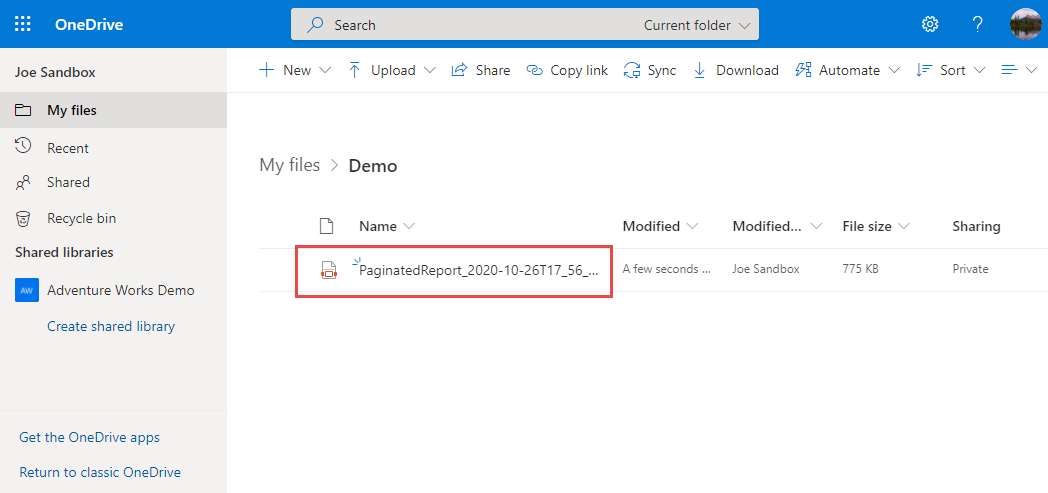 OneDrive
Search
Current folder
?
Joe Sandbox
New
Upload
Share
Copy link
Sync
Download
Automate
Sort
My files
Recent
Shared
Recycle bin
Shared libraries
AW
Adventure Works Demo
Create shared library
Get the OneDrive apps
Return to classic OneDrive
My files > Demo
Name
Modified
Modified...
File size
Sharing
PaginatedReport_2020-10-26T17_56_...
A few seconds ...
Joe Sandbox
775 KB
Private